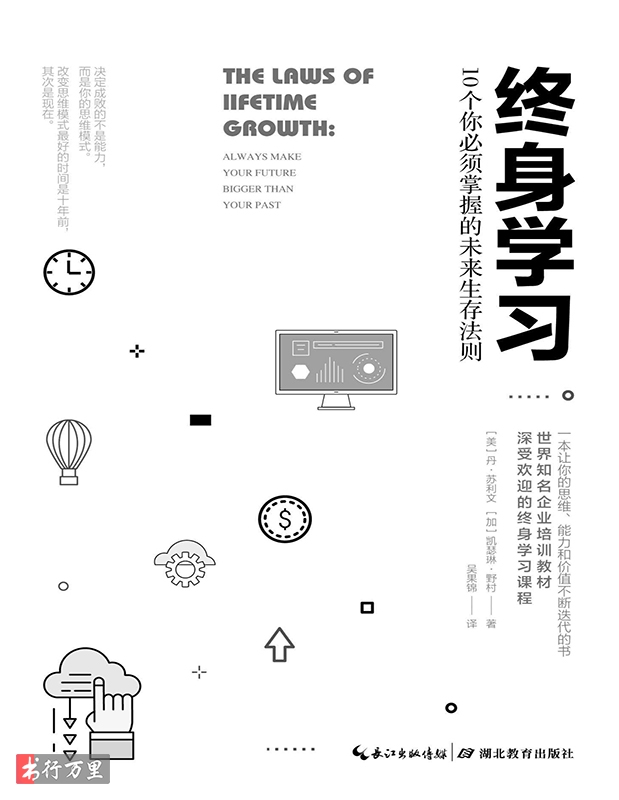 终身学习
10个你必须掌握的未来生存法则
THE LAWS OF
lIFETIME
GROWTH:
ALWAYS MAKE
YOUR FUTURE
BIGGER THAN
YOUR PAST
决定成败的不是能力，
而是你的思维模式。
改变思维模式最好的时间是十年前，
其次是现在。
一本让你的思维、能力和价值不断迭代的书
世界知名企业培训教材
深受欢迎的终身学习课程
［美］丹·苏利文 ［加］凯瑟琳·野村——著
吴果锦——译
$
长江出版传媒
湖北教育出版社
书行万里